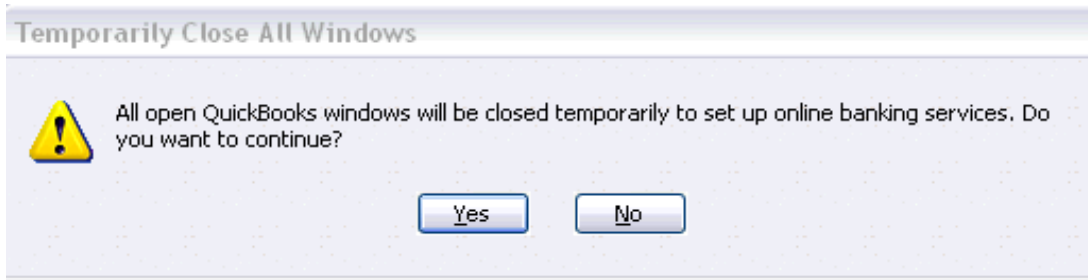 Temporarily Close All Windows
All open QuickBooks windows will be closed temporarily to set up online banking services. Do
you want to continue?
Yes No